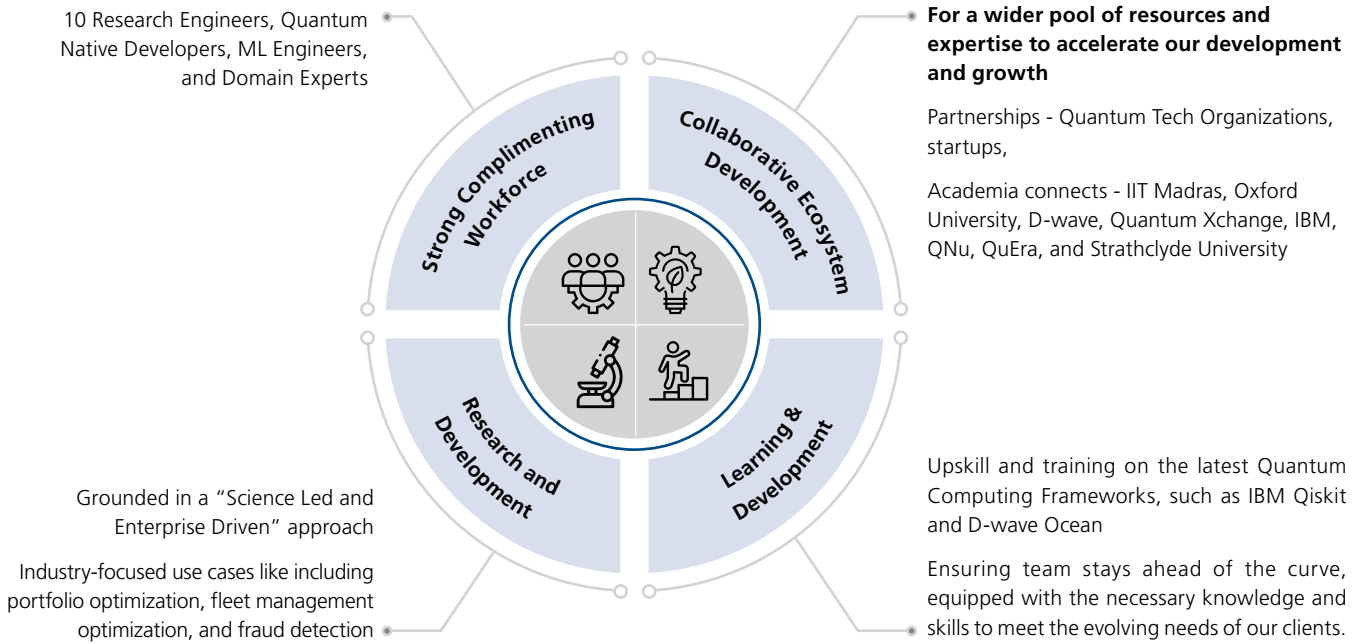 10 Research Engineers, Quantum
Native Developers, ML Engineers,
and Domain Experts
For a wider pool of resources and
expertise to accelerate our development
and growth
Partnerships - Quantum Tech Organizations,
startups,
Academia connects - IIT Madras, Oxford
University, D-wave, Quantum Xchange, IBM,
QNu, QuEra, and Strathclyde University
Strong Complimenting
Workforce
Collaborative Ecosystem
Development
Research and
Development
Learning &
Development
Grounded in a “Science Led and
Enterprise Driven” approach
Industry-focused use cases like including
portfolio optimization, fleet management
optimization, and fraud detection
Upskill and training on the latest Quantum
Computing Frameworks, such as IBM Qiskit
and D-wave Ocean
Ensuring team stays ahead of the curve,
equipped with the necessary knowledge and
skills to meet the evolving needs of our clients.